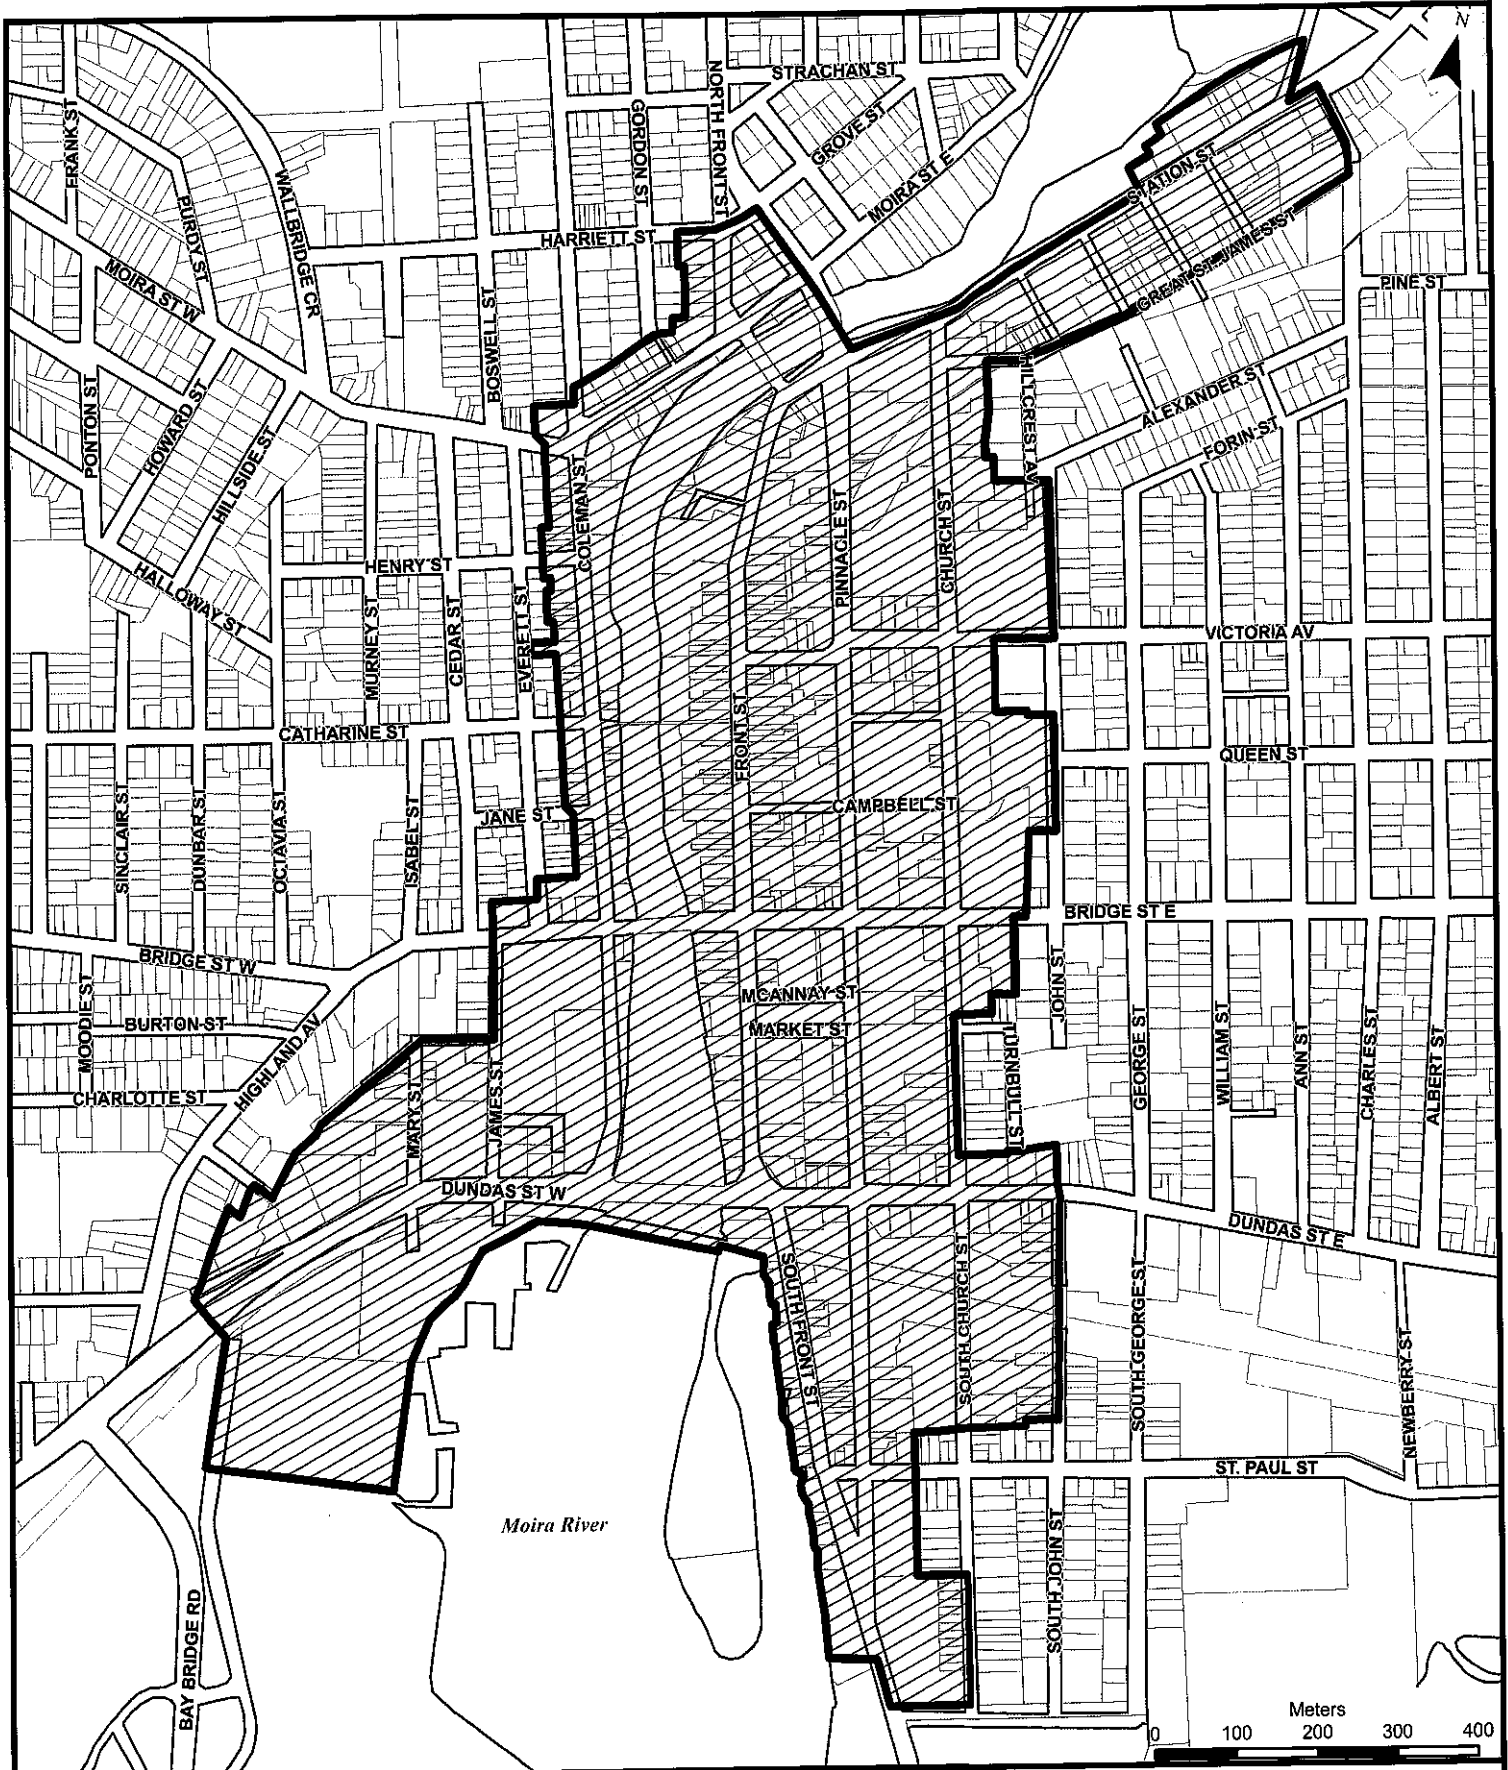 N
STRACHAN ST
FRANK ST
GORDON ST
NORTH FRONT ST
GROVE ST
MOIRA ST E
STATION ST
PURDY ST
WALLBRIDGE CR
HARRIETT ST
GREAT ST. JAMES ST
PINE ST
MOIRA ST W
BOSWELL ST
PONTON ST
HOWARD ST
HILLSIDE ST
HILLCREST AV
ALEXANDER ST
FORIN ST
COLEMAN ST
PINNACLE ST
CHURCH ST
HENRY ST
HALLOWAY ST
MURNEY ST
CEDAR ST
EVERETT ST
VICTORIA AV
CATHARINE ST
FRONT ST
QUEEN ST
SINCLAIR ST
DUNBAR ST
OCTAVIA ST
ISABEL ST
JANE ST
CAMPBELL ST
BRIDGE ST E
BRIDGE ST W
MOODIE ST
BURTON ST
HIGHLAND AV
MCANNAY ST
MARKET ST
JOHN ST
TURNBULL ST
GEORGE ST
WILLIAM ST
ANN ST
CHARLES ST
ALBERT ST
CHARLOTTE ST
MARY ST
JAMES ST
DUNDAS ST W
DUNDAS ST E
SOUTH FRONT ST
SOUTH CHURCH ST
SOUTH GEORGE ST
NEWBERRY ST
ST. PAUL ST
Moira River
SOUTH JOHN ST
BAY BRIDGE RD
Meters
0 100 200 300 400